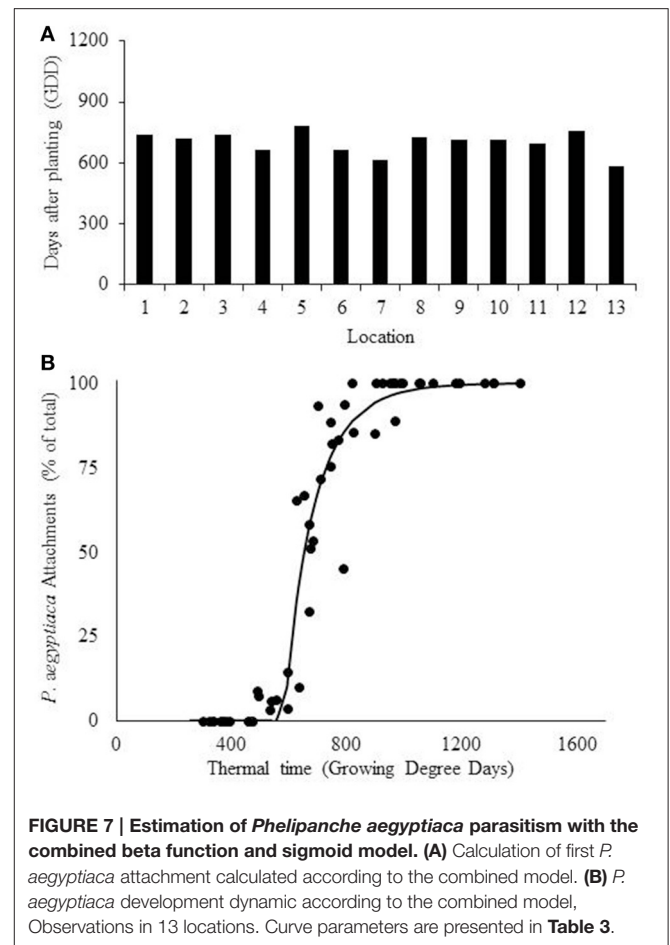 A
Days after planting (GDD)
1200
900
600
300
0
1 2 3 4 5 6 7 8 9 10 11 12 13
Location
B
P. aegyptiaca Attachments (% of total)
100
75
50
25
0
0 400 800 1200 1600
Thermal time (Growing Degree Days)
FIGURE 7 | Estimation of Phelipanche aegyptiaca parasitism with the
combined beta function and sigmoid model. (A) Calculation of first P.
aegyptiaca attachment calculated according to the combined model. (B) P.
aegyptiaca development dynamic according to the combined model,
Observations in 13 locations. Curve parameters are presented in Table 3.